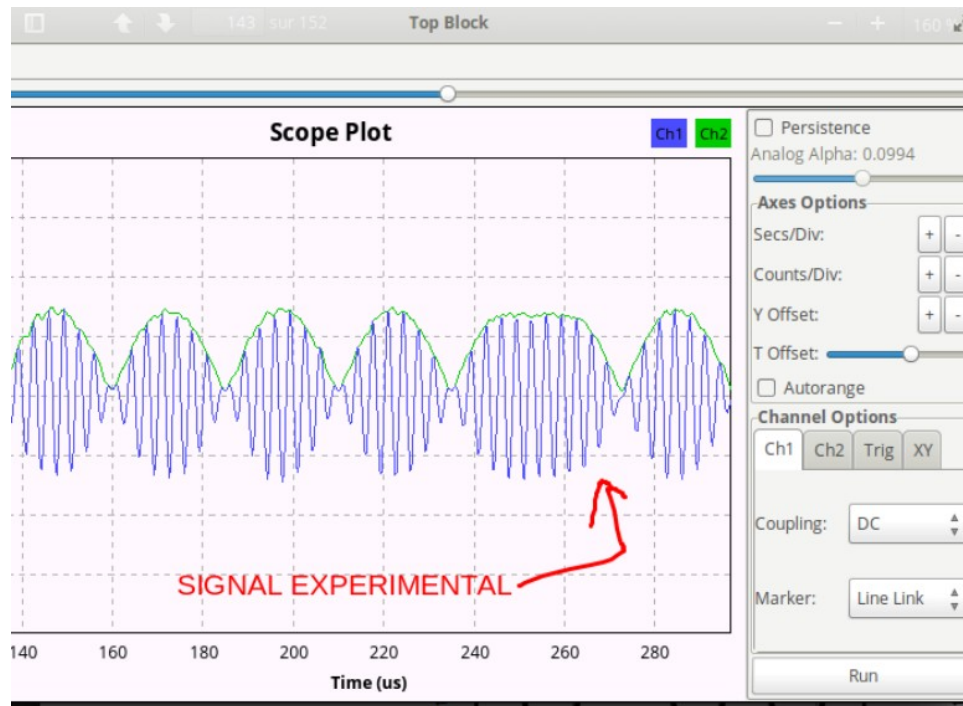 143 sur 152 Top Block 160 %
Scope Plot
Ch1 Ch2
Persistence
Analog Alpha: 0.0994
Axes Options
Secs/Div: + -
Counts/Div: + -
Y Offset: + -
T Offset:
Autorange
Channel Options
Ch1 Ch2 Trig XY
Coupling: DC
Marker: Line Link
Run
SIGNAL EXPERIMENTAL
140 160 180 200 220 240 260 280
Time (us)